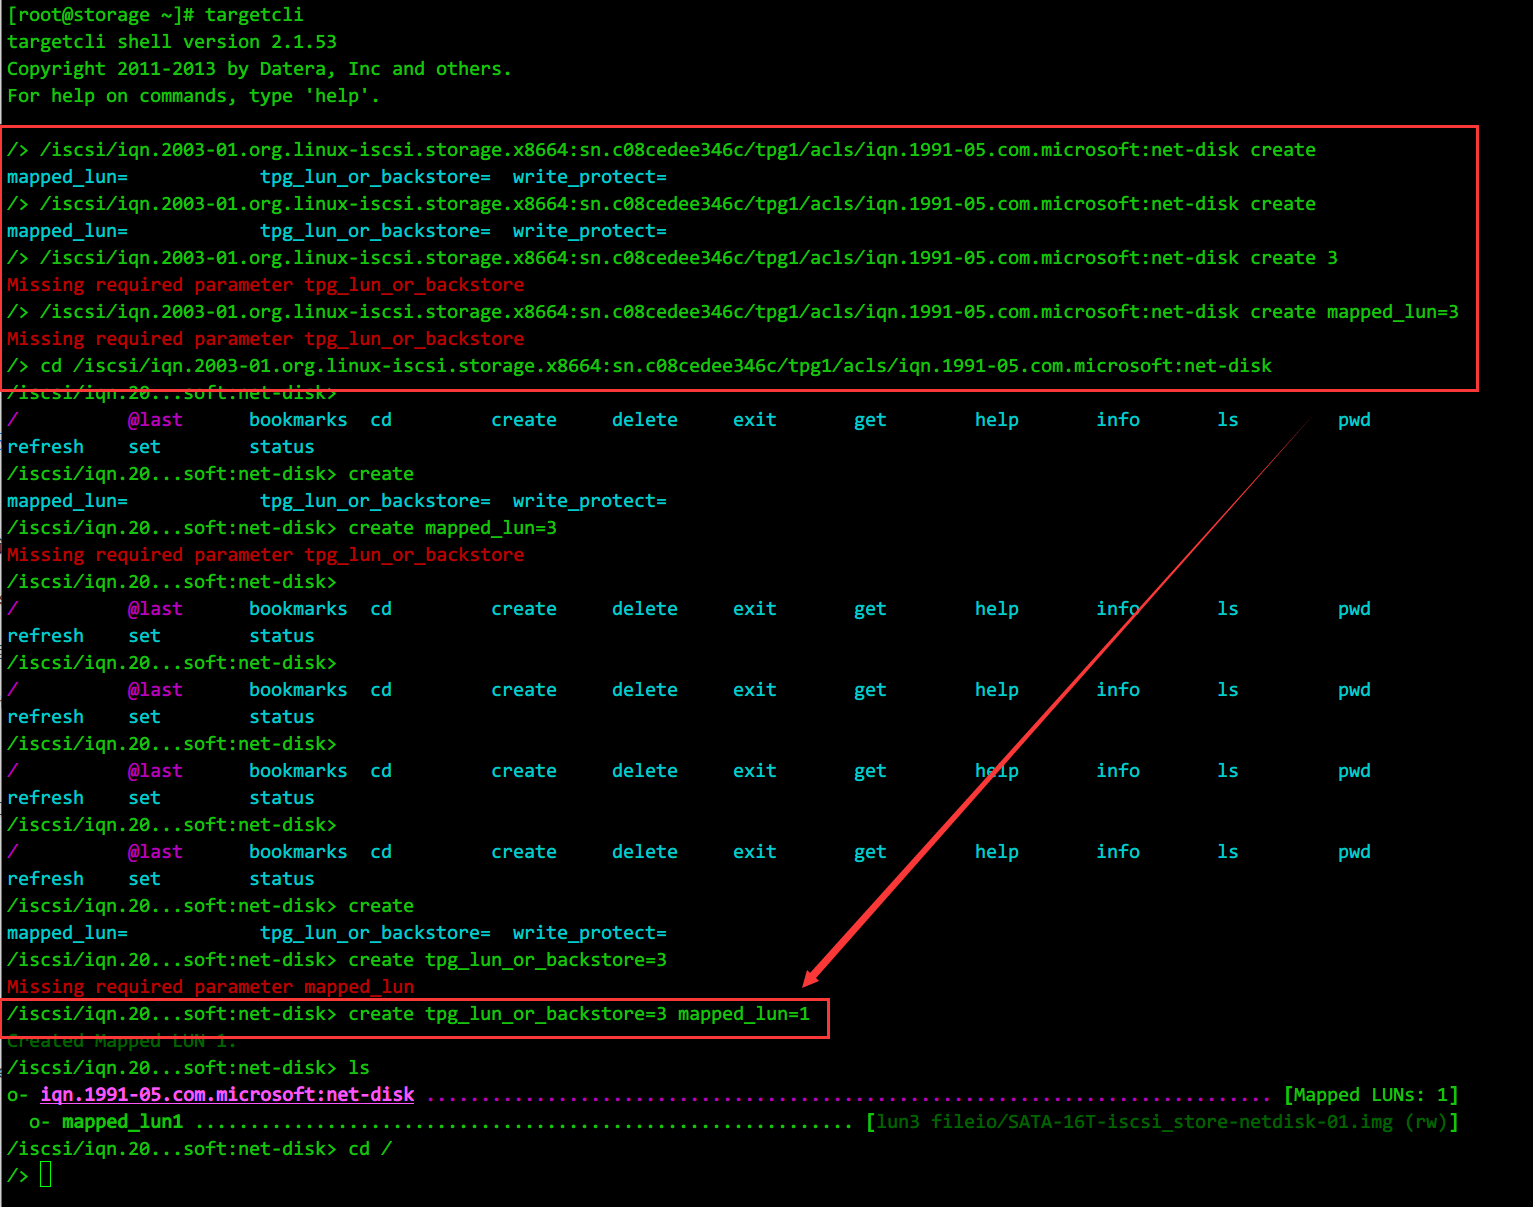 [root@storage ~]# targetcli
targetcli shell version 2.1.53
Copyright 2011-2013 by Datera, Inc and others.
For help on commands, type 'help'.
/> /iscsi/iqn.2003-01.org.linux-iscsi.storage.x8664:sn.c08cedee346c/tpg1/acls/iqn.1991-05.com.microsoft:net-disk create
mapped_lun= tpg_lun_or_backstore= write_protect=
/> /iscsi/iqn.2003-01.org.linux-iscsi.storage.x8664:sn.c08cedee346c/tpg1/acls/iqn.1991-05.com.microsoft:net-disk create
mapped_lun= tpg_lun_or_backstore= write_protect=
/> /iscsi/iqn.2003-01.org.linux-iscsi.storage.x8664:sn.c08cedee346c/tpg1/acls/iqn.1991-05.com.microsoft:net-disk create 3
Missing required parameter tpg_lun_or_backstore
/> /iscsi/iqn.2003-01.org.linux-iscsi.storage.x8664:sn.c08cedee346c/tpg1/acls/iqn.1991-05.com.microsoft:net-disk create mapped_lun=3
Missing required parameter tpg_lun_or_backstore
/> cd /iscsi/iqn.2003-01.org.linux-iscsi.storage.x8664:sn.c08cedee346c/tpg1/acls/iqn.1991-05.com.microsoft:net-disk
/iscsi/iqn.20...soft:net-disk>
/ @last bookmarks cd create delete exit get help info ls pwd
refresh set status
/iscsi/iqn.20...soft:net-disk> create
mapped_lun= tpg_lun_or_backstore= write_protect=
/iscsi/iqn.20...soft:net-disk> create mapped_lun=3
Missing required parameter tpg_lun_or_backstore
/iscsi/iqn.20...soft:net-disk>
/ @last bookmarks cd create delete exit get help info ls pwd
refresh set status
/iscsi/iqn.20...soft:net-disk>
/ @last bookmarks cd create delete exit get help info ls pwd
refresh set status
/iscsi/iqn.20...soft:net-disk>
/ @last bookmarks cd create delete exit get help info ls pwd
refresh set status
/iscsi/iqn.20...soft:net-disk>
/ @last bookmarks cd create delete exit get help info ls pwd
refresh set status
/iscsi/iqn.20...soft:net-disk> create
mapped_lun= tpg_lun_or_backstore= write_protect=
/iscsi/iqn.20...soft:net-disk> create tpg_lun_or_backstore=3
Missing required parameter mapped_lun
/iscsi/iqn.20...soft:net-disk> create tpg_lun_or_backstore=3 mapped_lun=1
Created Mapped LUN 1.
/iscsi/iqn.20...soft:net-disk> ls
o- iqn.1991-05.com.microsoft:net-disk ............................................................................. [Mapped LUNs: 1]
o- mapped_lun1 ............................................................ [lun3 fileio/SATA-16T-iscsi_store-netdisk-01.img (rw)]
/iscsi/iqn.20...soft:net-disk> cd /
/>